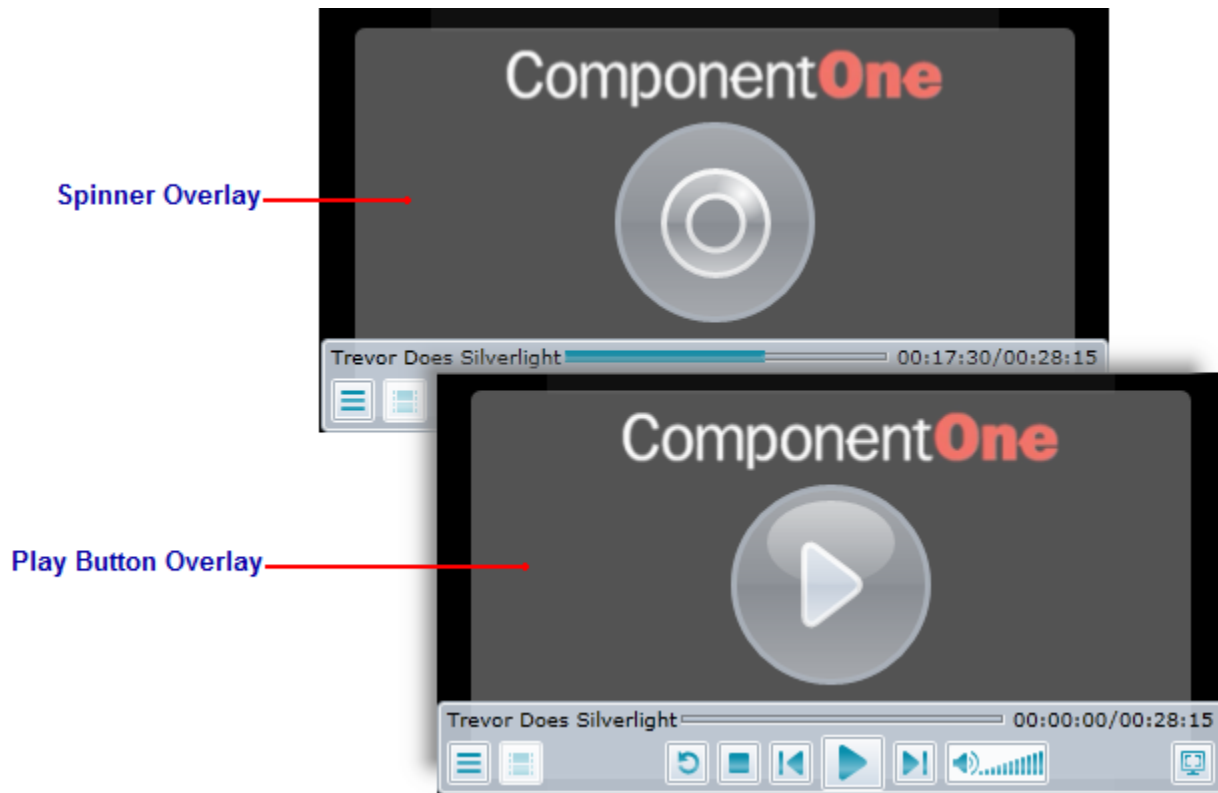 ComponentOne
Spinner Overlay
Trevor Does Silverlight 00:17:30/00:28:15
ComponentOne
Play Button Overlay
Trevor Does Silverlight 00:00:00/00:28:15